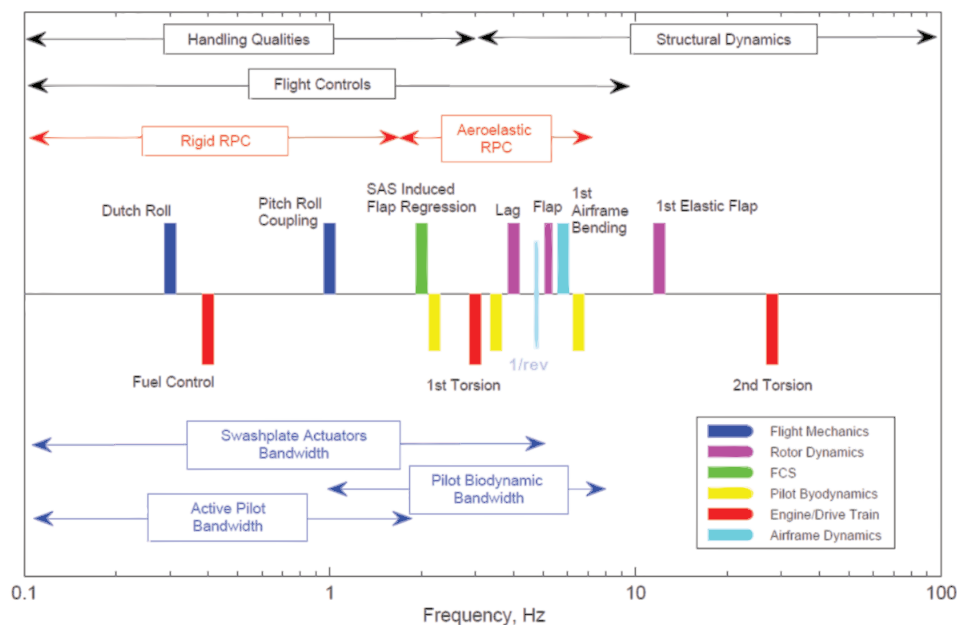 Handling Qualities
Structural Dynamics
Flight Controls
Rigid RPC
Aeroelastic
RPC
Dutch Roll
Pitch Roll
Coupling
SAS Induced
Flap Regression
Lag
Flap
1st
Airframe
Bending
1st Elastic Flap
Fuel Control
1st Torsion
1/rev
2nd Torsion
Swashplate Actuators
Bandwidth
Pilot Biodynamic
Bandwidth
Active Pilot
Bandwidth
Flight Mechanics
Rotor Dynamics
FCS
Pilot Byodynamics
Engine/Drive Train
Airframe Dynamics
0.1
1
10
100
Frequency, Hz